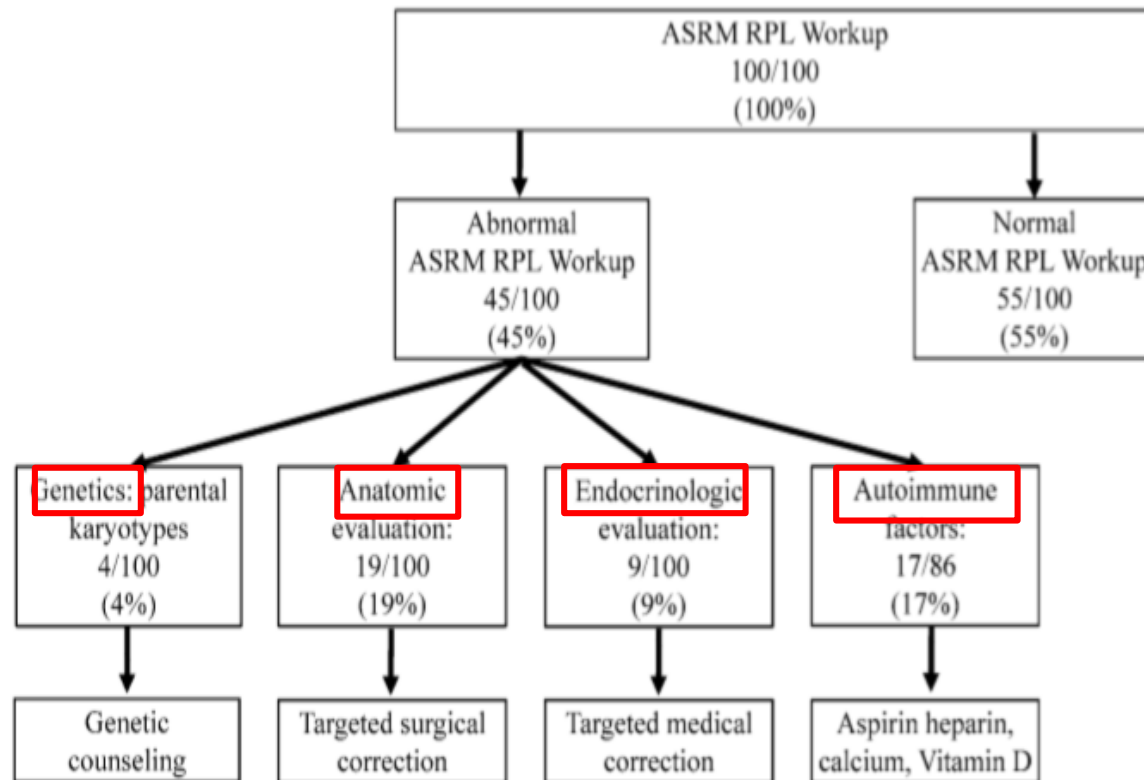 ASRM RPL Workup
100/100
(100%)
Abnormal
ASRM RPL Workup
45/100
(45%)
Normal
ASRM RPL Workup
55/100
(55%)
Genetics: parental
karyotypes
4/100
(4%)
Anatomic
evaluation:
19/100
(19%)
Endocrinologic
evaluation:
9/100
(9%)
Autoimmune
factors:
17/86
(17%)
Genetic
counseling
Targeted surgical
correction
Targeted medical
correction
Aspirin heparin,
calcium, Vitamin D